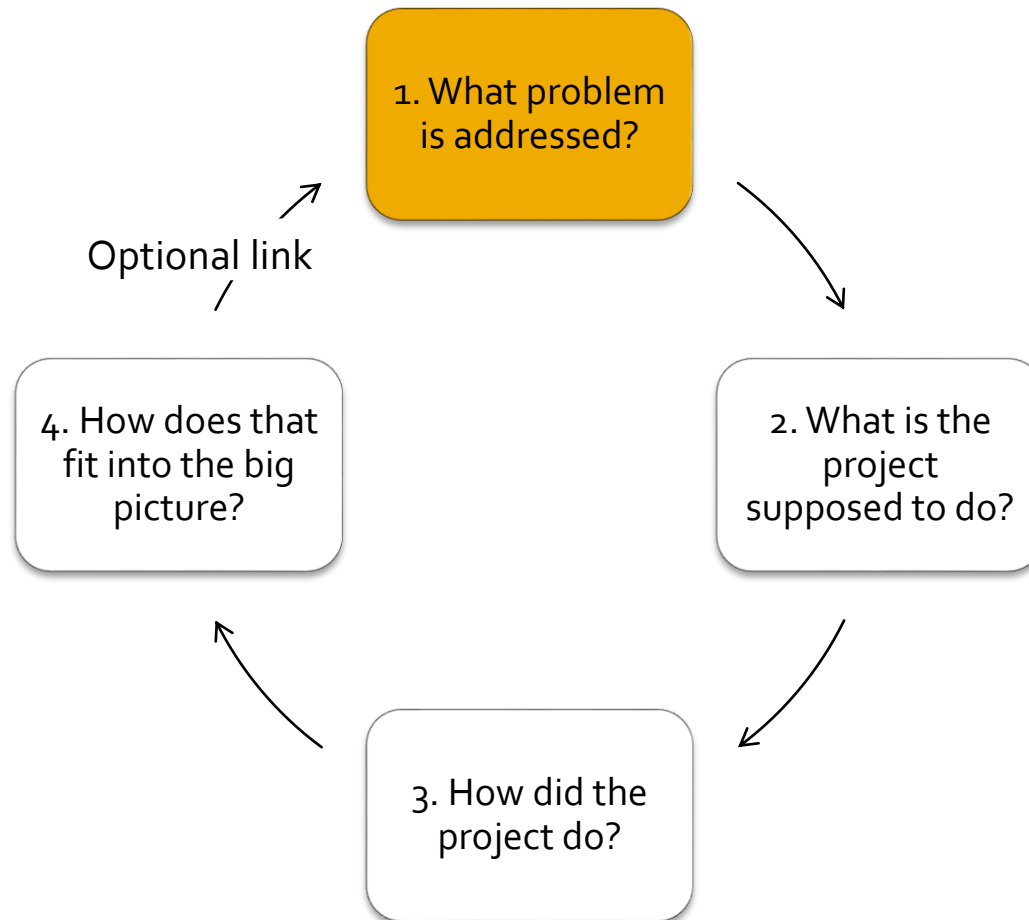 1. What problem
is addressed?
Optional link
4. How does that
fit into the big
picture?
2. What is the
project
supposed to do?
3. How did the
project do?